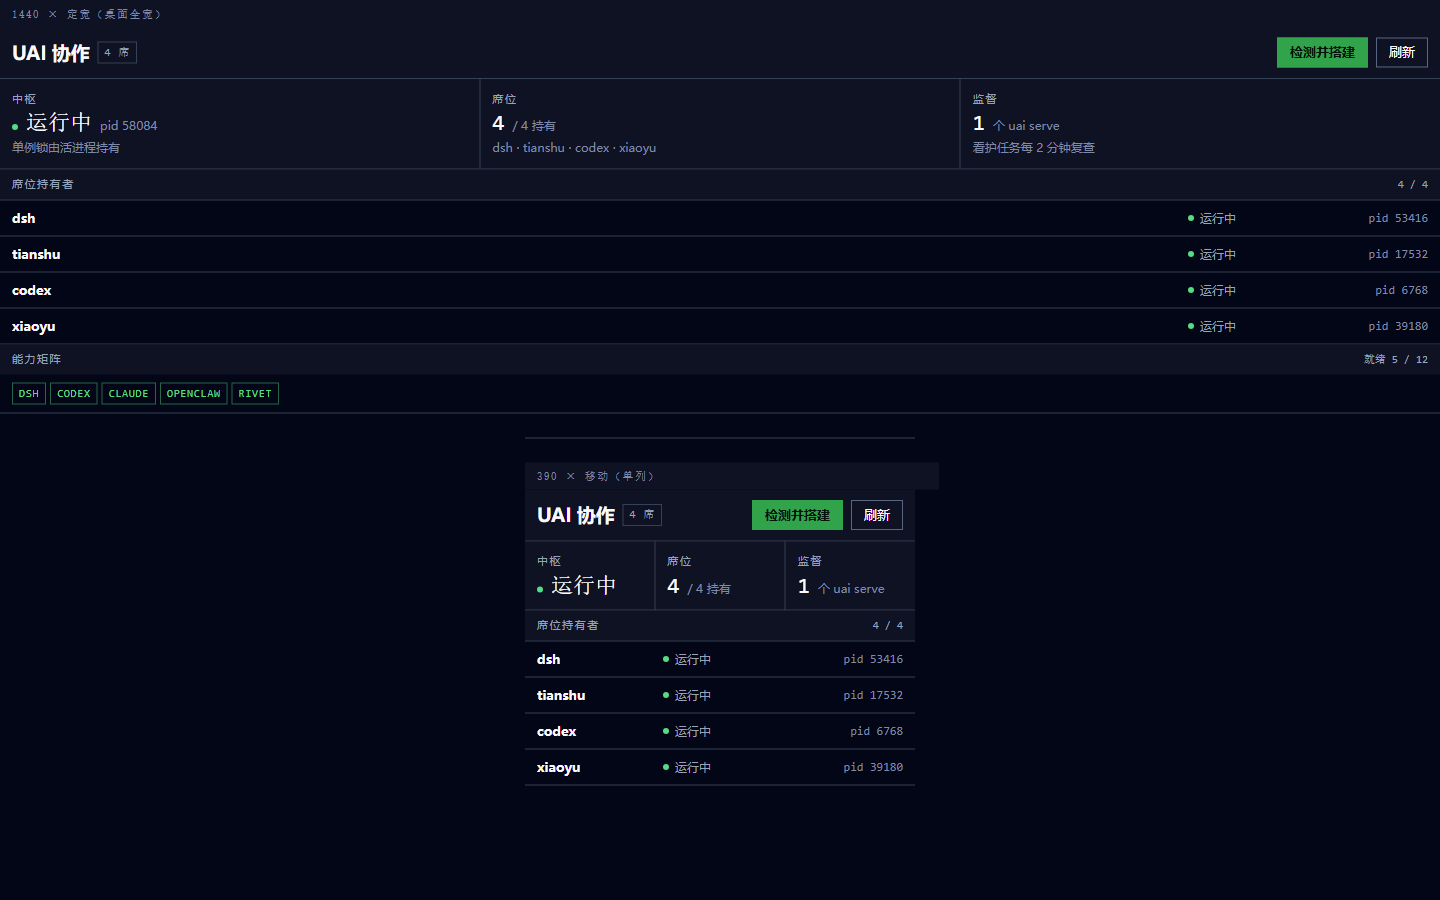 1440 × 定宽（桌面全宽）
UAI 协作 4 席 检测并搭建 刷新
中枢 席位 监督
运行中 pid 58084 4 / 4 持有 1 个 uai serve
单例锁由活进程持有 dsh · tianshu · codex · xiaoyu 看护任务每 2 分钟复查
席位持有者 4 / 4
dsh 运行中 pid 53416
tianshu 运行中 pid 17532
codex 运行中 pid 6768
xiaoyu 运行中 pid 39180
能力矩阵 就绪 5 / 12
DSH CODEX CLAUDE OPENCLAW RIVET
390 × 移动（单列）
UAI 协作 4 席 检测并搭建 刷新
中枢 席位 监督
运行中 4 / 4 持有 1 个 uai serve
席位持有者 4 / 4
dsh 运行中 pid 53416
tianshu 运行中 pid 17532
codex 运行中 pid 6768
xiaoyu 运行中 pid 39180